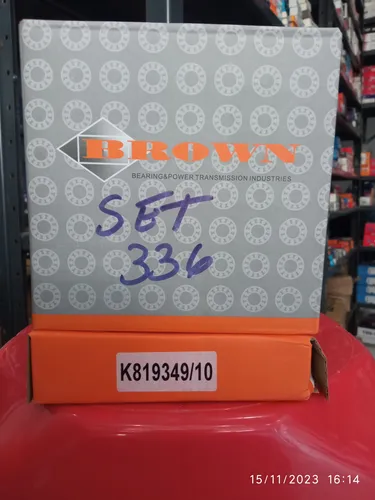 BROWN
BEARING&POWER TRANSMISSION INDUSTRIES
SET
336
K819349/10
15/11/2023 16:14